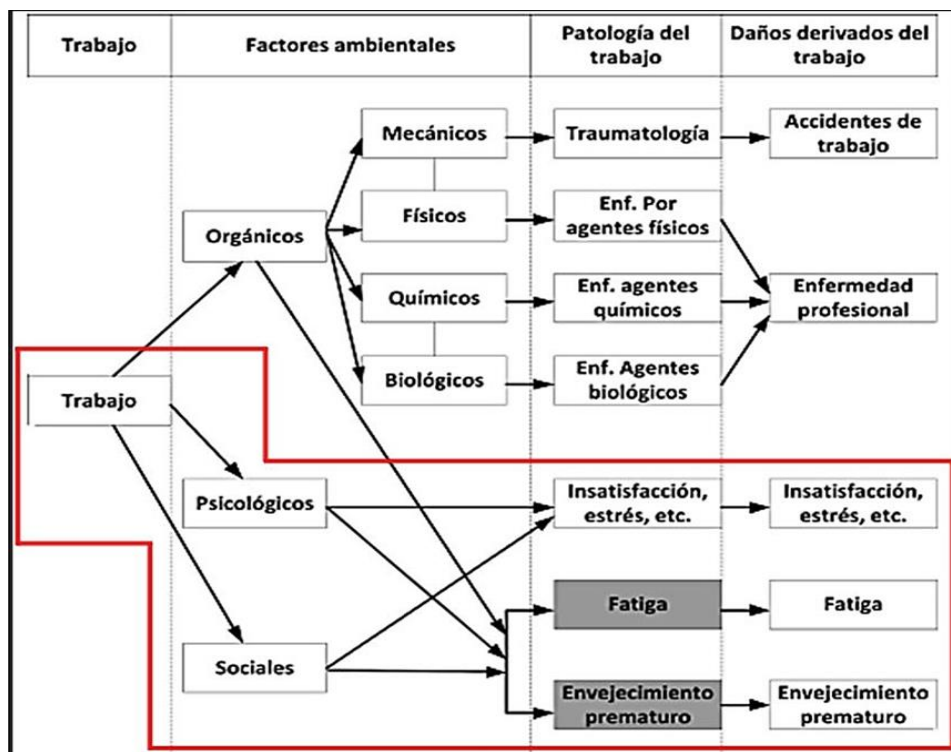 Trabajo
Factores ambientales
Patología del
trabajo
Daños derivados del
trabajo
Mecánicos
Traumatología
Accidentes de
trabajo
Orgánicos
Físicos
Enf. Por
agentes físicos
Químicos
Enf. agentes
químicos
Enfermedad
profesional
Trabajo
Biológicos
Enf. Agentes
biológicos
Psicológicos
Insatisfacción,
estrés, etc.
Insatisfacción,
estrés, etc.
Fatiga
Fatiga
Sociales
Envejecimiento
prematuro
Envejecimiento
prematuro